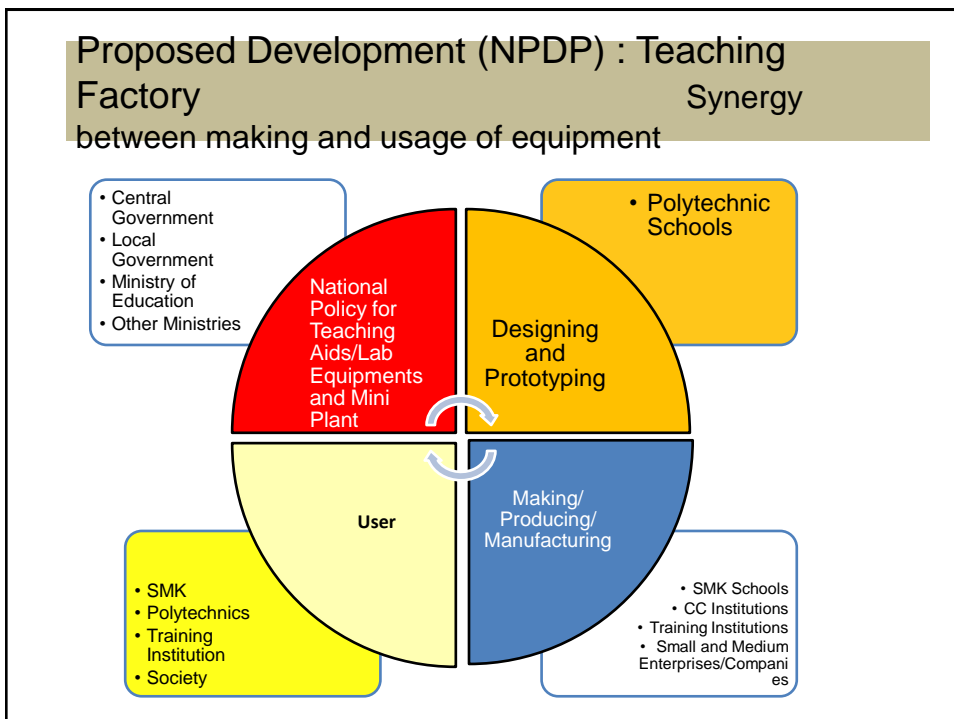 Proposed Development (NPDP) : Teaching
Factory Synergy
between making and usage of equipment
• Central
Government
• Local
Government
• Ministry of
Education
• Other Ministries
• Polytechnic
Schools
National
Policy for
Teaching
Aids/Lab
Equipments
and Mini
Plant
Designing
and
Prototyping
User
Making/
Producing/
Manufacturing
• SMK
• Polytechnics
• Training
Institution
• Society
• SMK Schools
• CC Institutions
• Training Institutions
• Small and Medium
Enterprises/Compani
es